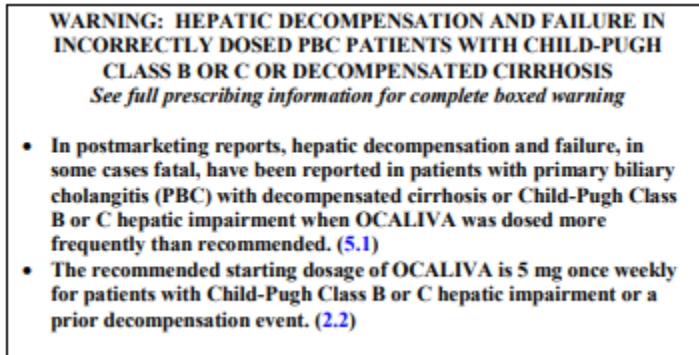 WARNING: HEPATIC DECOMPENSATION AND FAILURE IN
INCORRECTLY DOSED PBC PATIENTS WITH CHILD-PUGH
CLASS B OR C OR DECOMPENSATED CIRRHOSIS
See full prescribing information for complete boxed warning
• In postmarketing reports, hepatic decompensation and failure, in
some cases fatal, have been reported in patients with primary biliary
cholangitis (PBC) with decompensated cirrhosis or Child-Pugh Class
B or C hepatic impairment when OCALIVA was dosed more
frequently than recommended. (5.1)
• The recommended starting dosage of OCALIVA is 5 mg once weekly
for patients with Child-Pugh Class B or C hepatic impairment or a
prior decompensation event. (2.2)